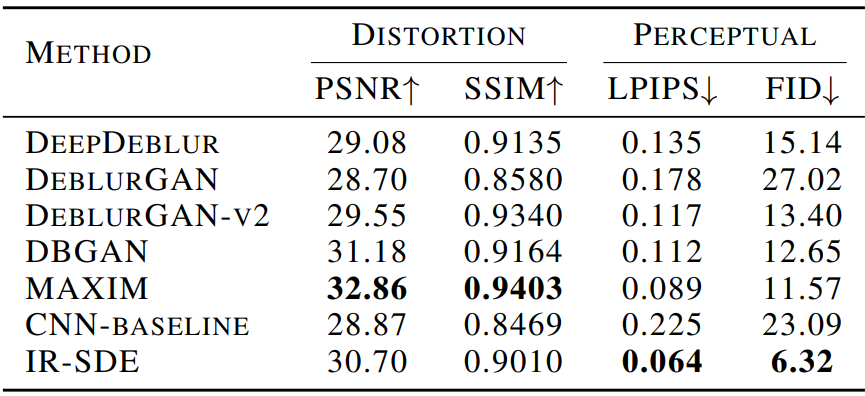 METHOD DISTORTION PERCEPTUAL
PSNR↑ SSIM↑ LPIPS↓ FID↓
DEEPDEBLUR 29.08 0.9135 0.135 15.14
DEBLURGAN 28.70 0.8580 0.178 27.02
DEBLURGAN-V2 29.55 0.9340 0.117 13.40
DBGAN 31.18 0.9164 0.112 12.65
MAXIM 32.86 0.9403 0.089 11.57
CNN-BASELINE 28.87 0.8469 0.225 23.09
IR-SDE 30.70 0.9010 0.064 6.32